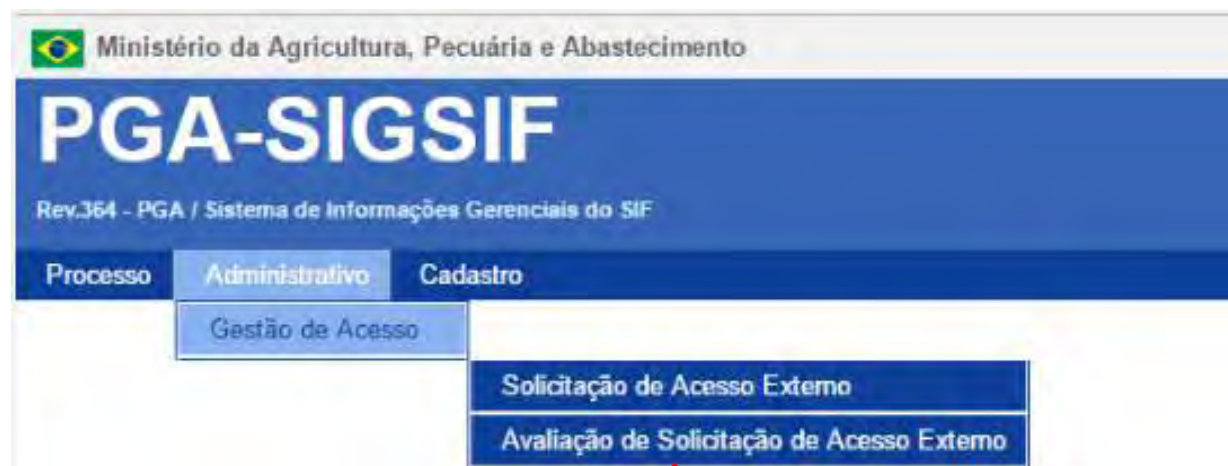 Ministério da Agricultura, Pecuária e Abastecimento
PGA-SIGSIF
Rev.364 - PGA / Sistema de Informações Gerenciais do SIF
Processo Administrativo Cadastro
Gestão de Acesso
Solicitação de Acesso Externo
Avaliação de Solicitação de Acesso Externo